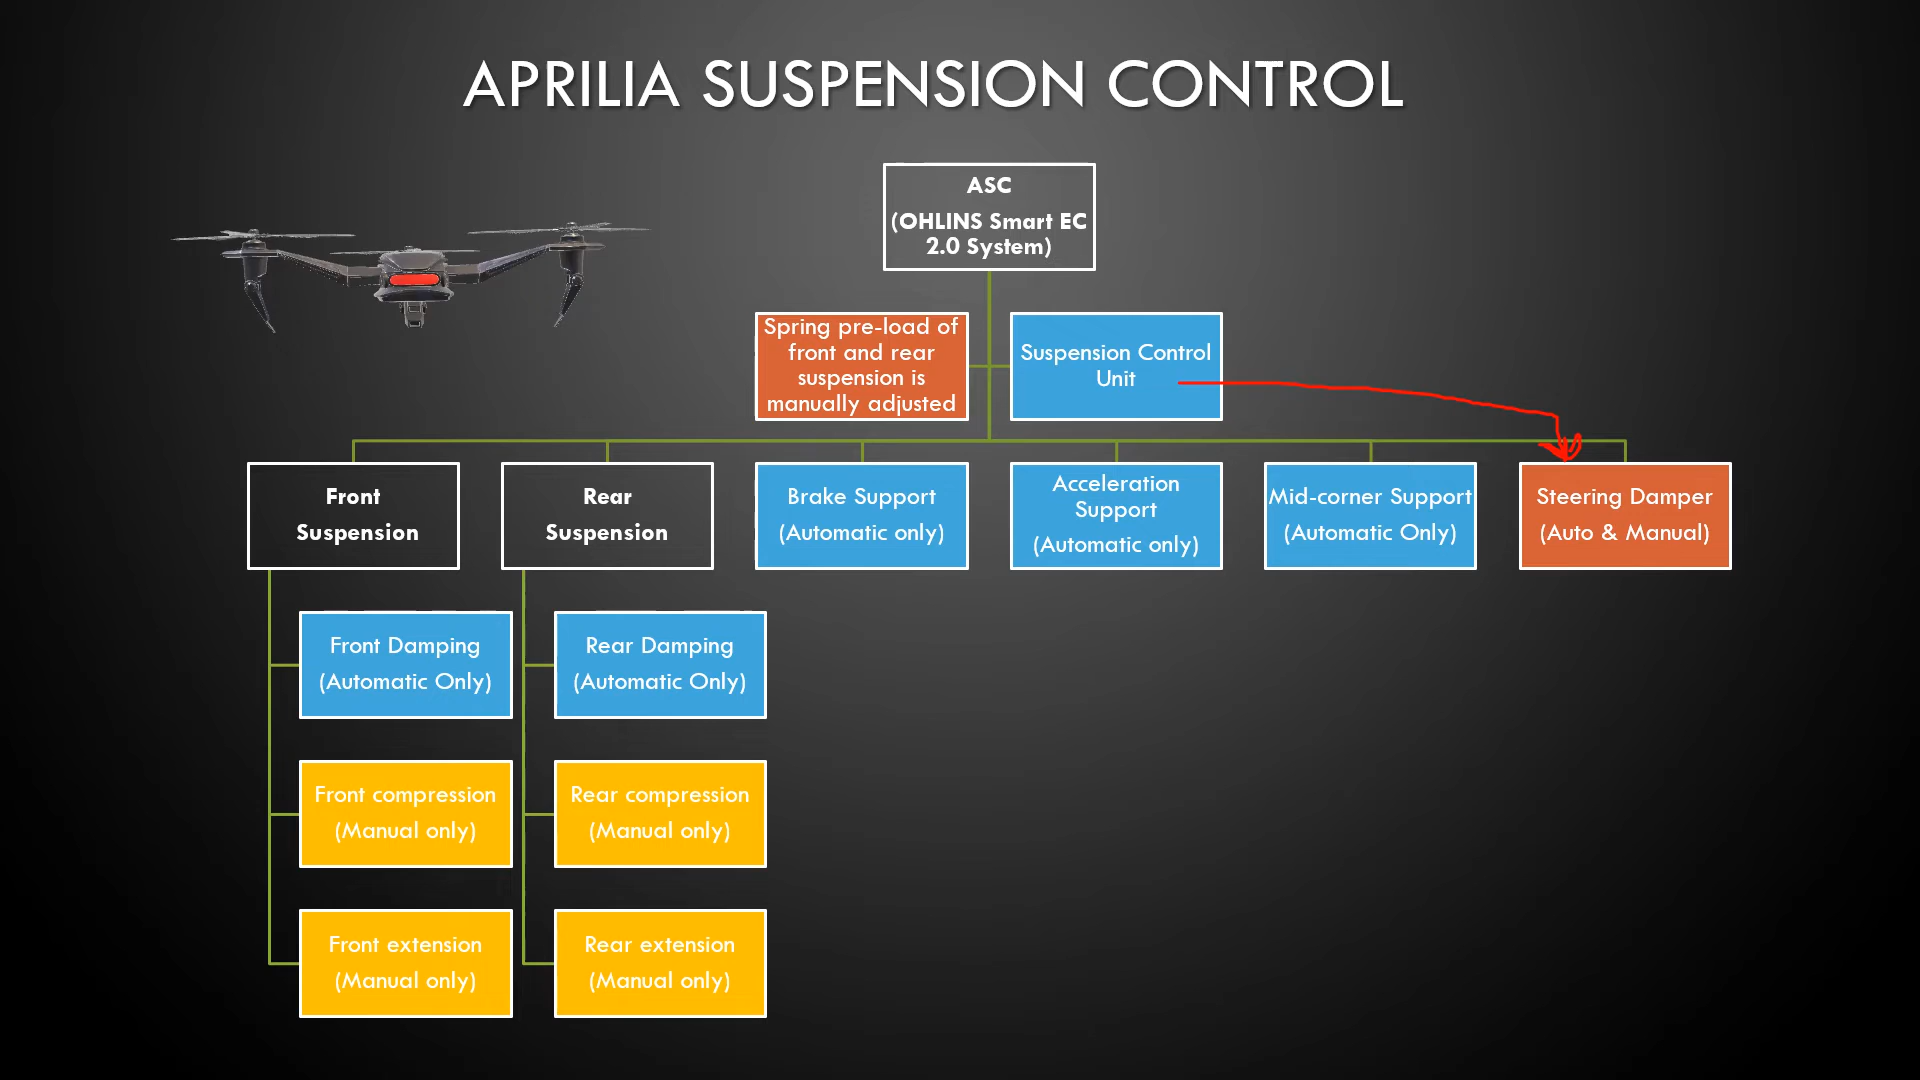 APRILIA SUSPENSION CONTROL
ASC
(OHLINS Smart EC
2.0 System)
Spring pre-load of
front and rear
suspension is
manually adjusted
Suspension Control
Unit
Front
Suspension
Rear
Suspension
Brake Support
(Automatic only)
Acceleration
Support
(Automatic only)
Mid-corner Support
(Automatic Only)
Steering Damper
(Auto & Manual)
Front Damping
(Automatic Only)
Rear Damping
(Automatic Only)
Front compression
(Manual only)
Rear compression
(Manual only)
Front extension
(Manual only)
Rear extension
(Manual only)